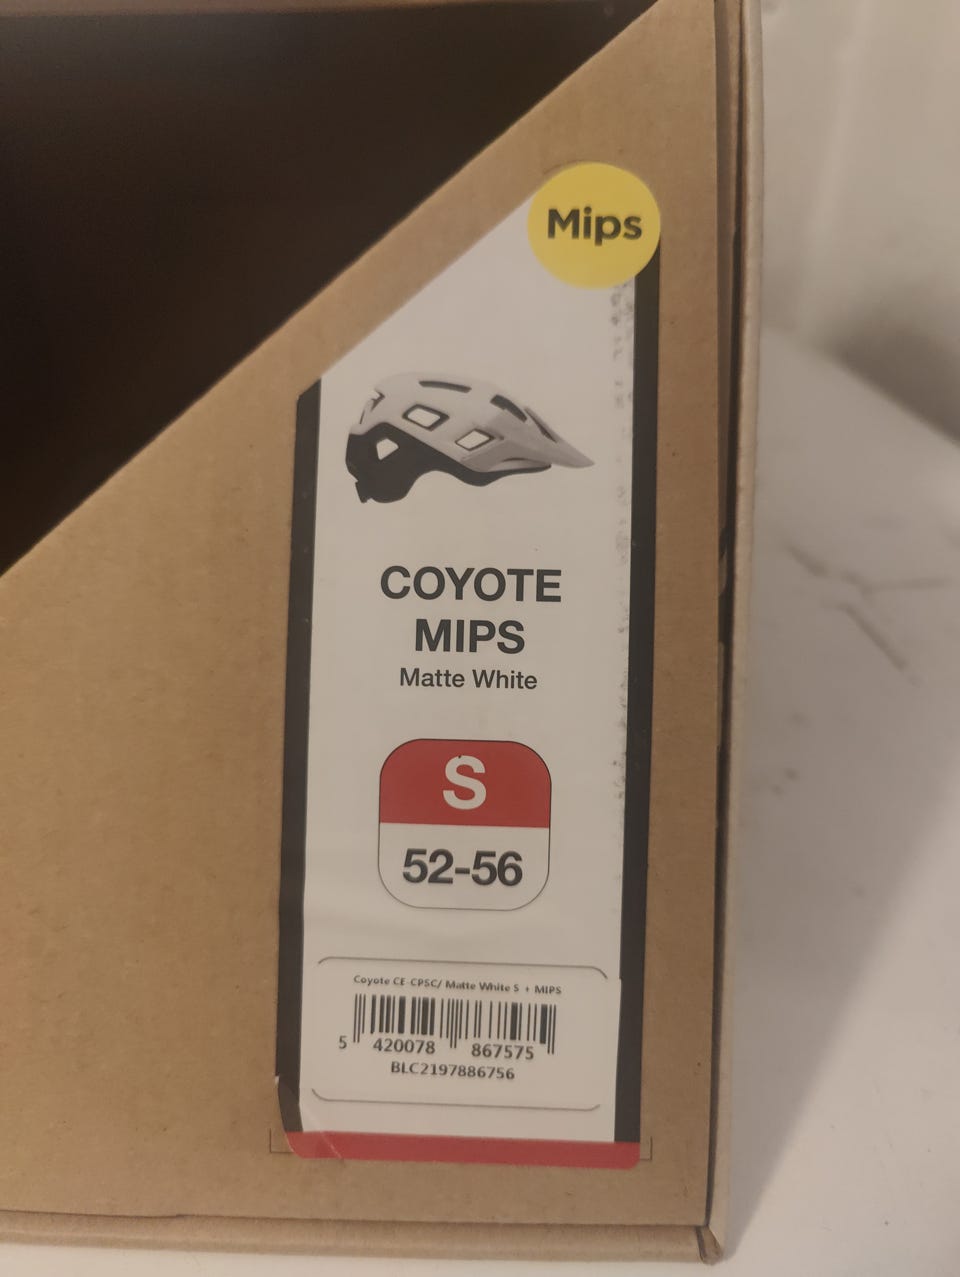 Mips
COYOTE
MIPS
Matte White
S
52-56
Coyote CE-CPSC/ Matte White S + MIPS
5 420078 867575
BLC2197886756